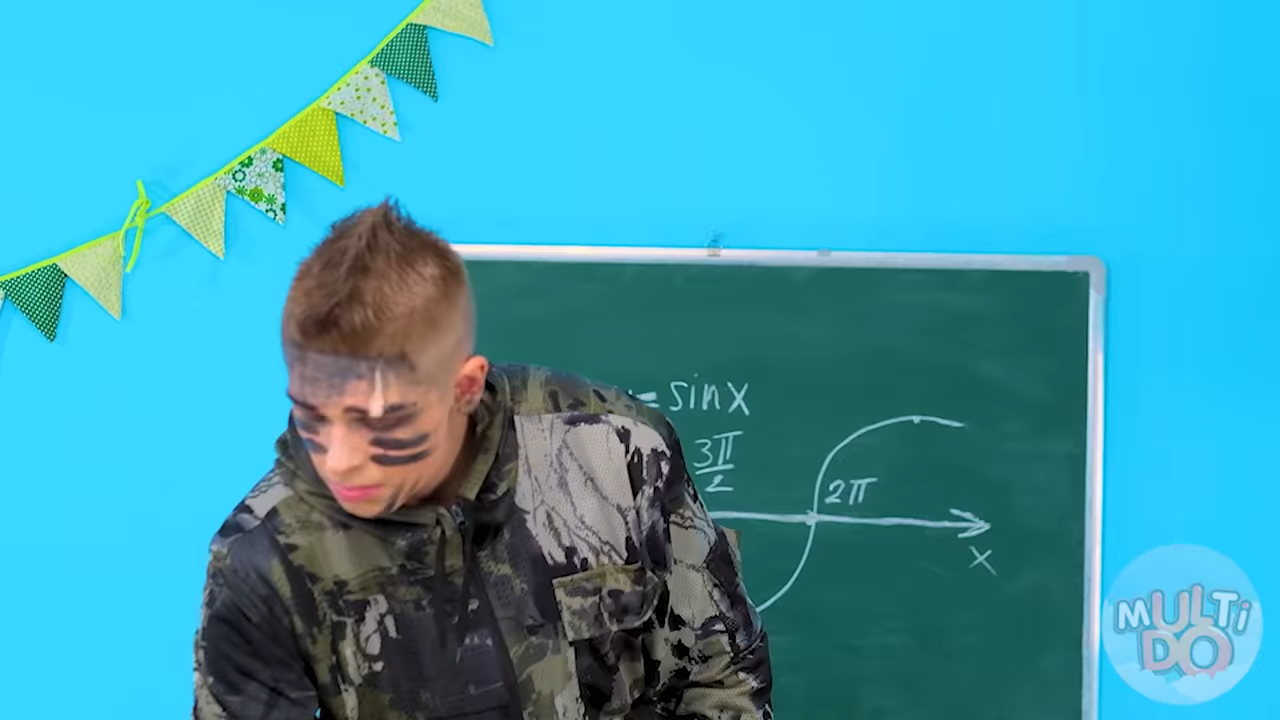 = sinx
3π
2
2π
x
MULTi
DO